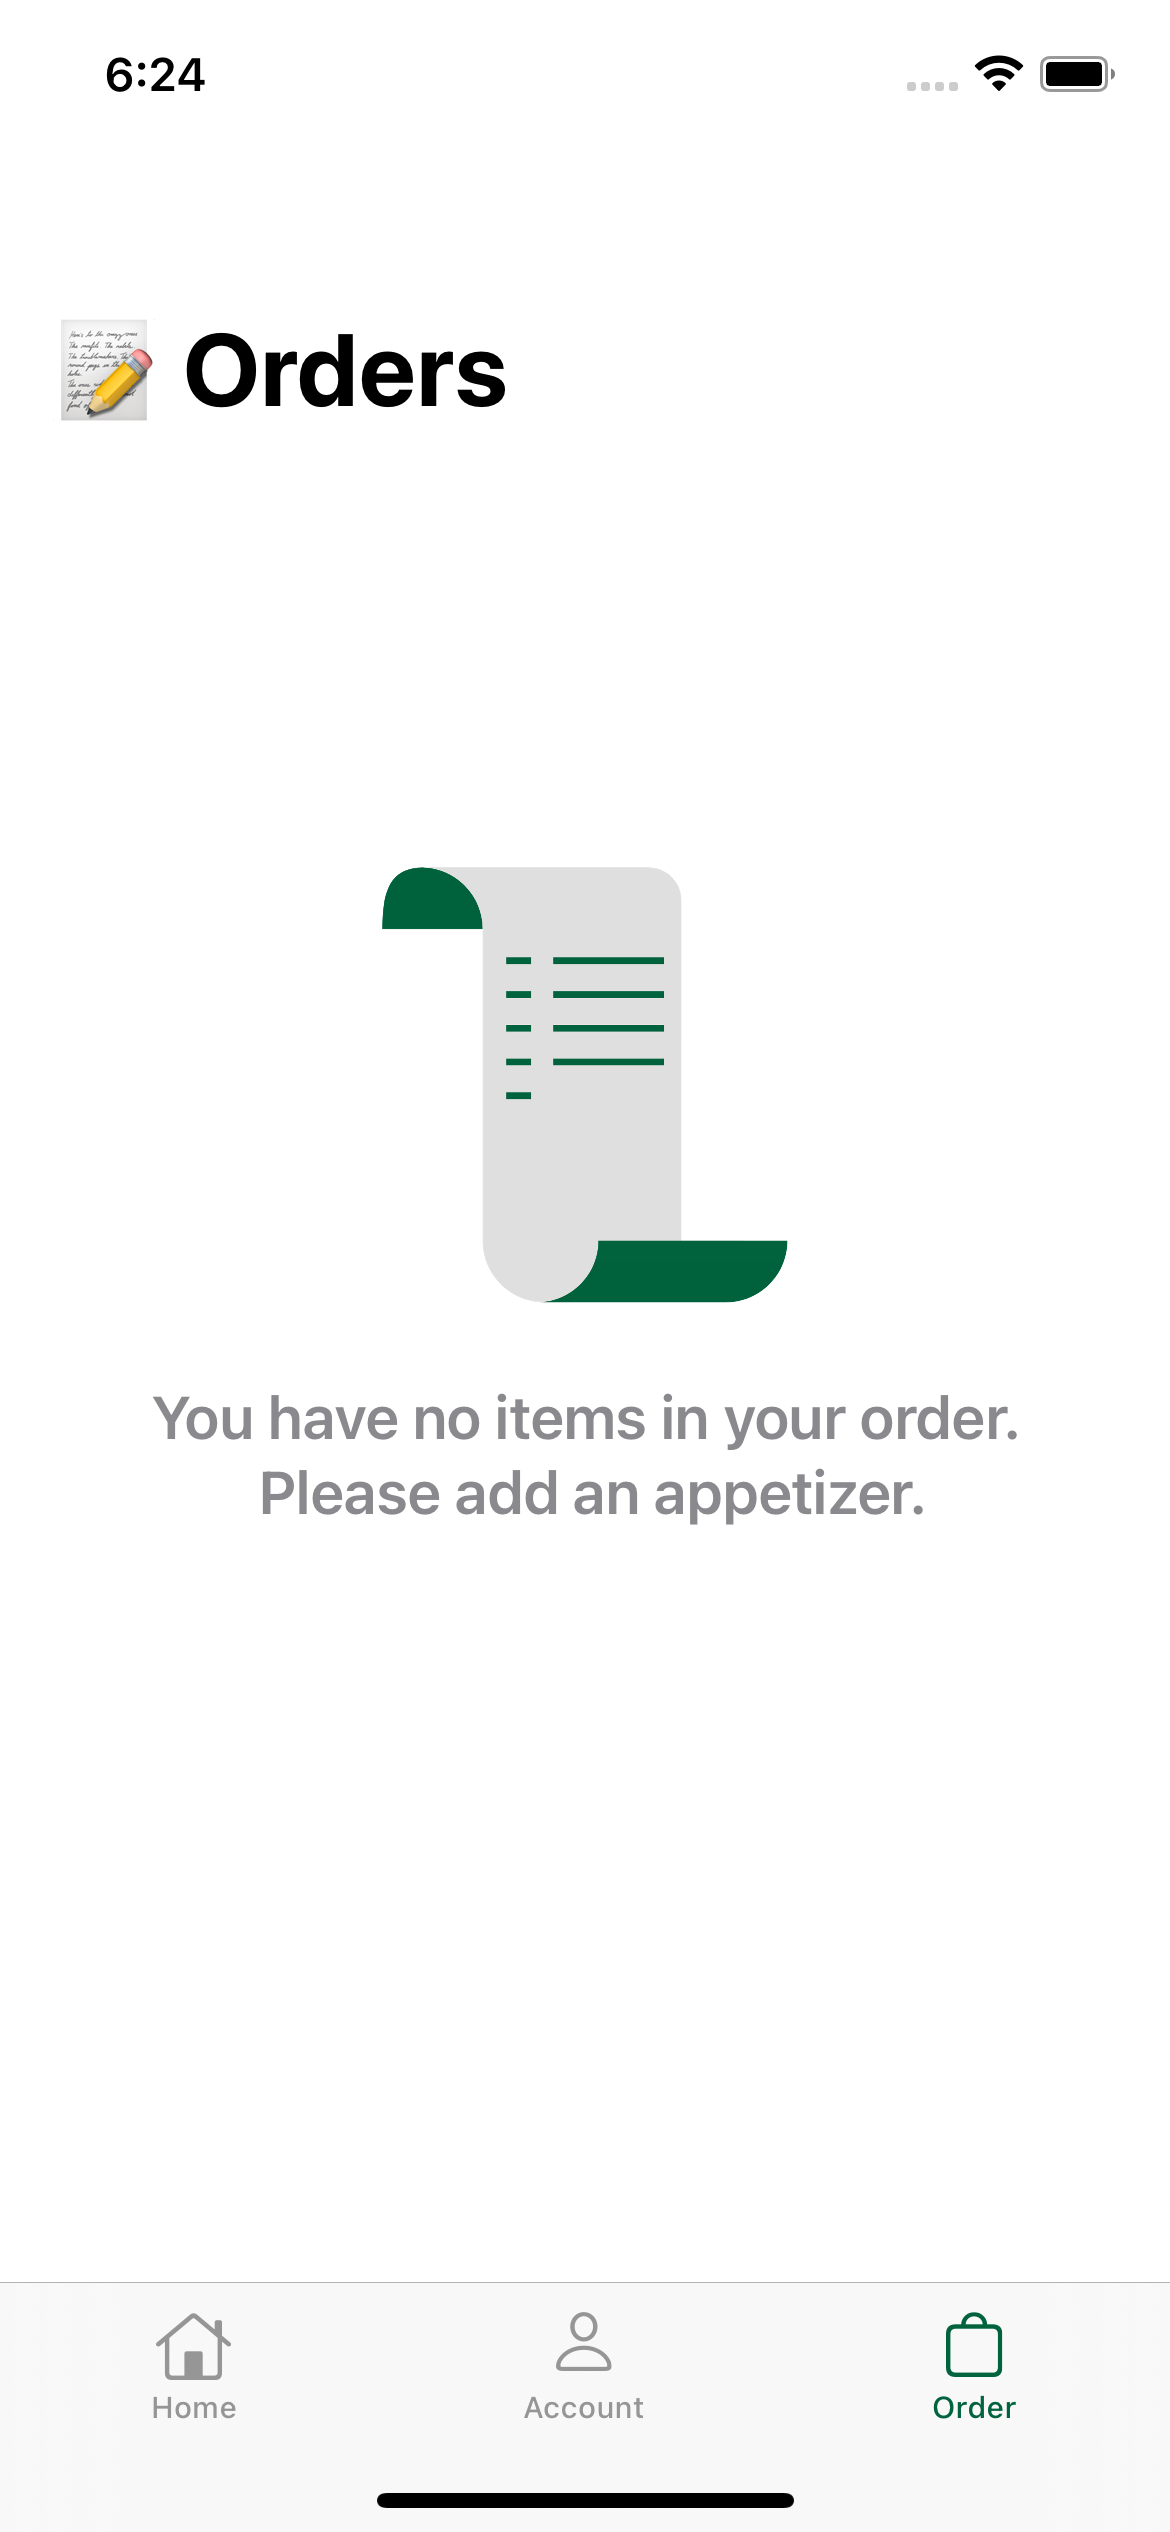 6:24
Orders
You have no items in your order.
Please add an appetizer.
Home
Account
Order